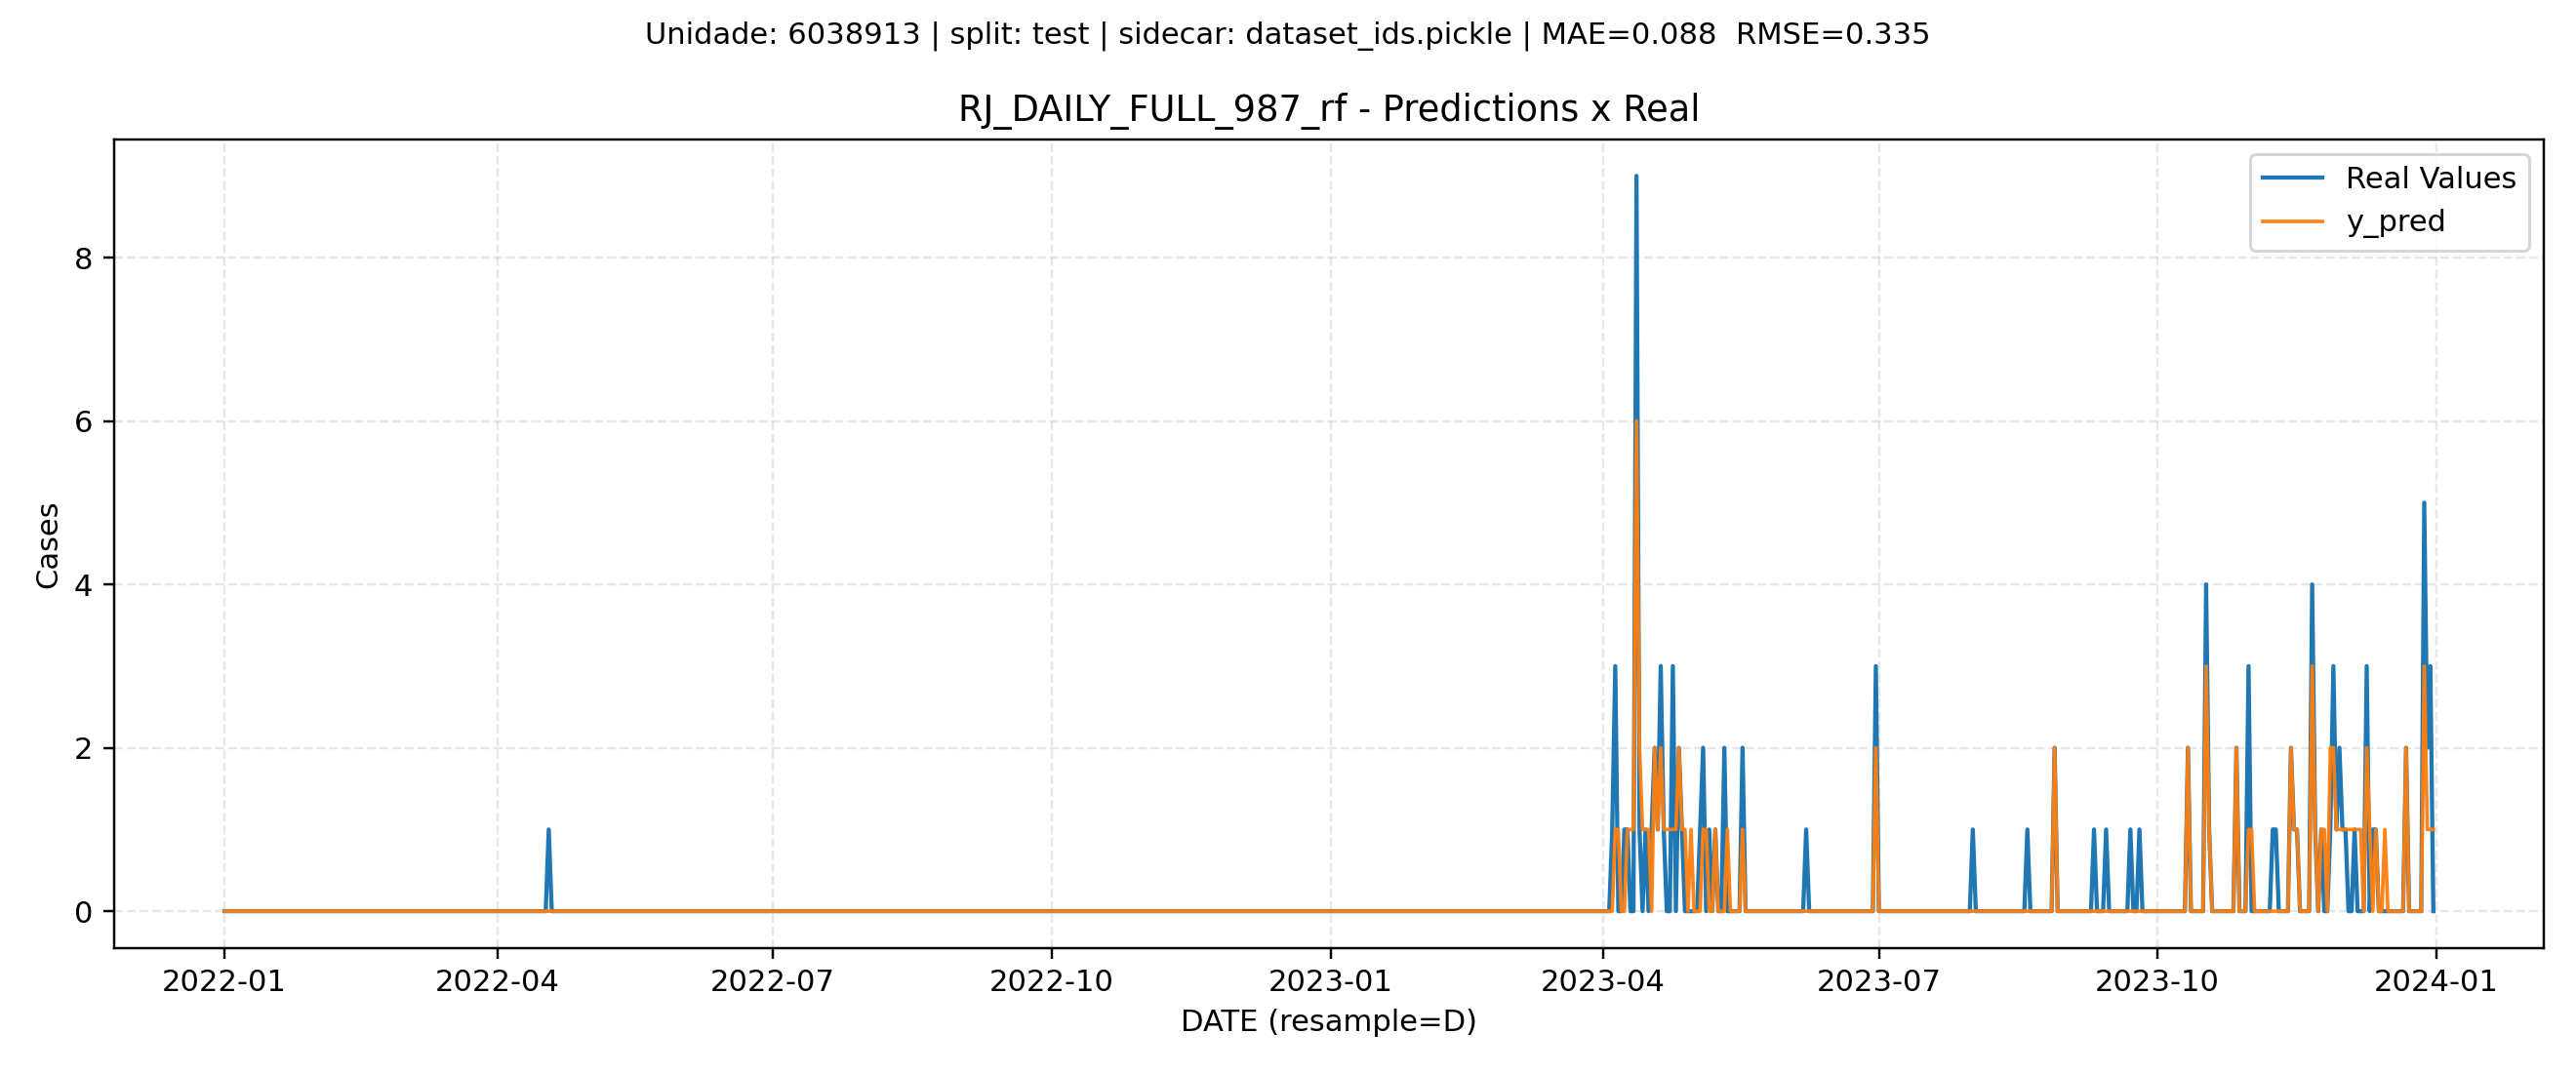 Unidade: 6038913 | split: test | sidecar: dataset_ids.pickle | MAE=0.088  RMSE=0.335
RJ_DAILY_FULL_987_rf - Predictions x Real
Real Values
y_pred
8
6
4
2
0
Cases
2022-01
2022-04
2022-07
2022-10
2023-01
2023-04
2023-07
2023-10
2024-01
DATE (resample=D)